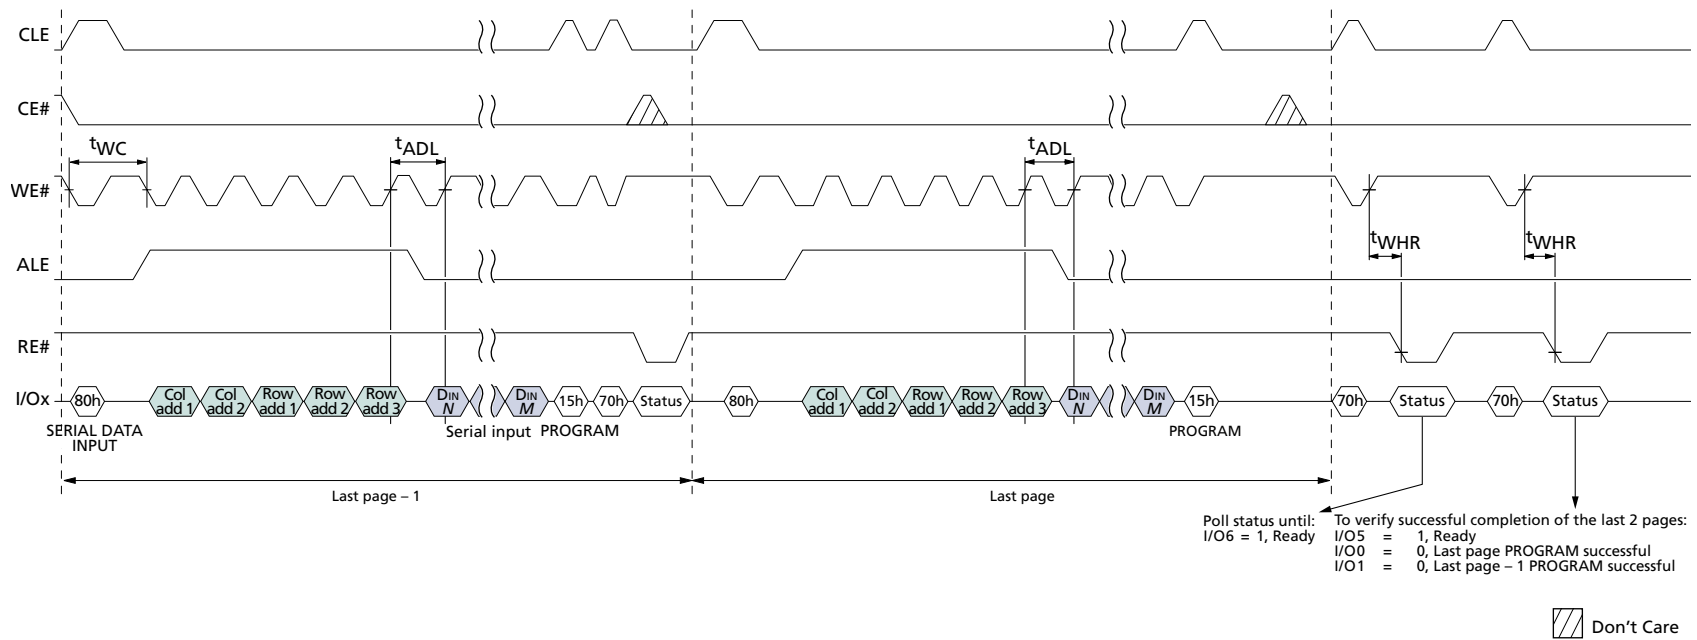 CLE
CE#
tWC
tADL
tADL
WE#
tWHR
tWHR
ALE
RE#
I/Ox
80h
Col add 1
Col add 2
Row add 1
Row add 2
Row add 3
DIN N
DIN M
15h
70h
Status
80h
Col add 1
Col add 2
Row add 1
Row add 2
Row add 3
DIN N
DIN M
15h
70h
Status
70h
Status
SERIAL DATA
INPUT
Serial input
PROGRAM
PROGRAM
Last page – 1
Last page
Poll status until:
I/O6 = 1, Ready
To verify successful completion of the last 2 pages:
I/O5 = 1, Ready
I/O0 = 0, Last page PROGRAM successful
I/O1 = 0, Last page – 1 PROGRAM successful
Don't Care